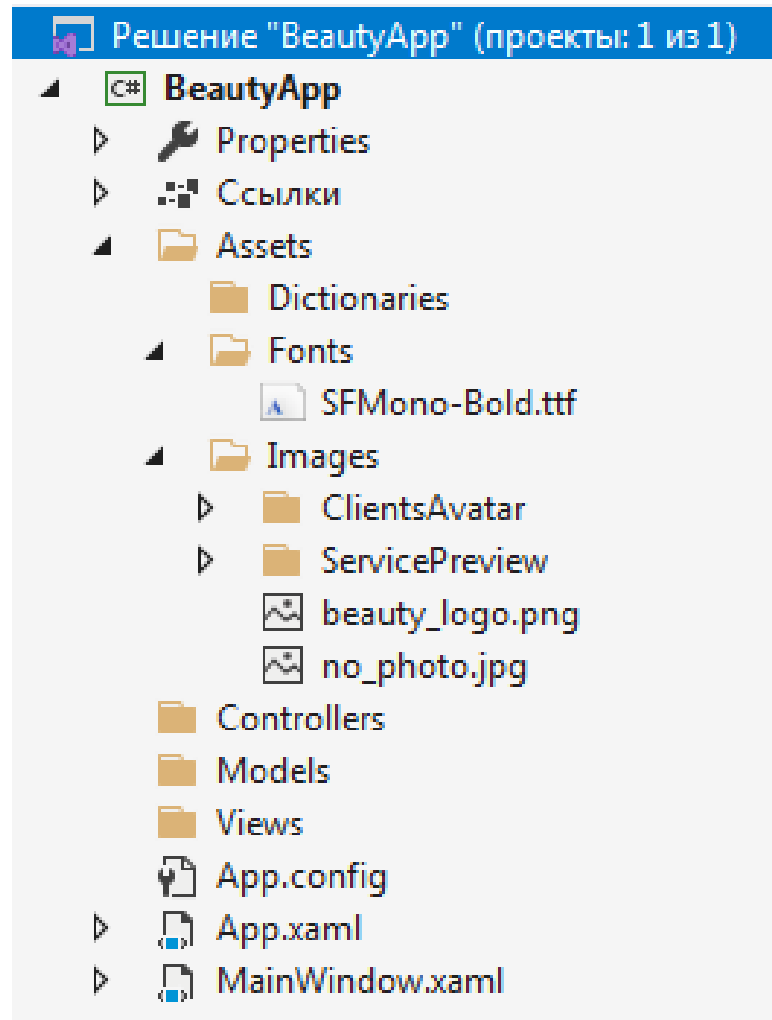 Решение "BeautyApp" (проекты: 1 из 1)
C# BeautyApp
Properties
Ссылки
Assets
Dictionaries
Fonts
SFMono-Bold.ttf
Images
ClientsAvatar
ServicePreview
beauty_logo.png
no_photo.jpg
Controllers
Models
Views
App.config
App.xaml
MainWindow.xaml